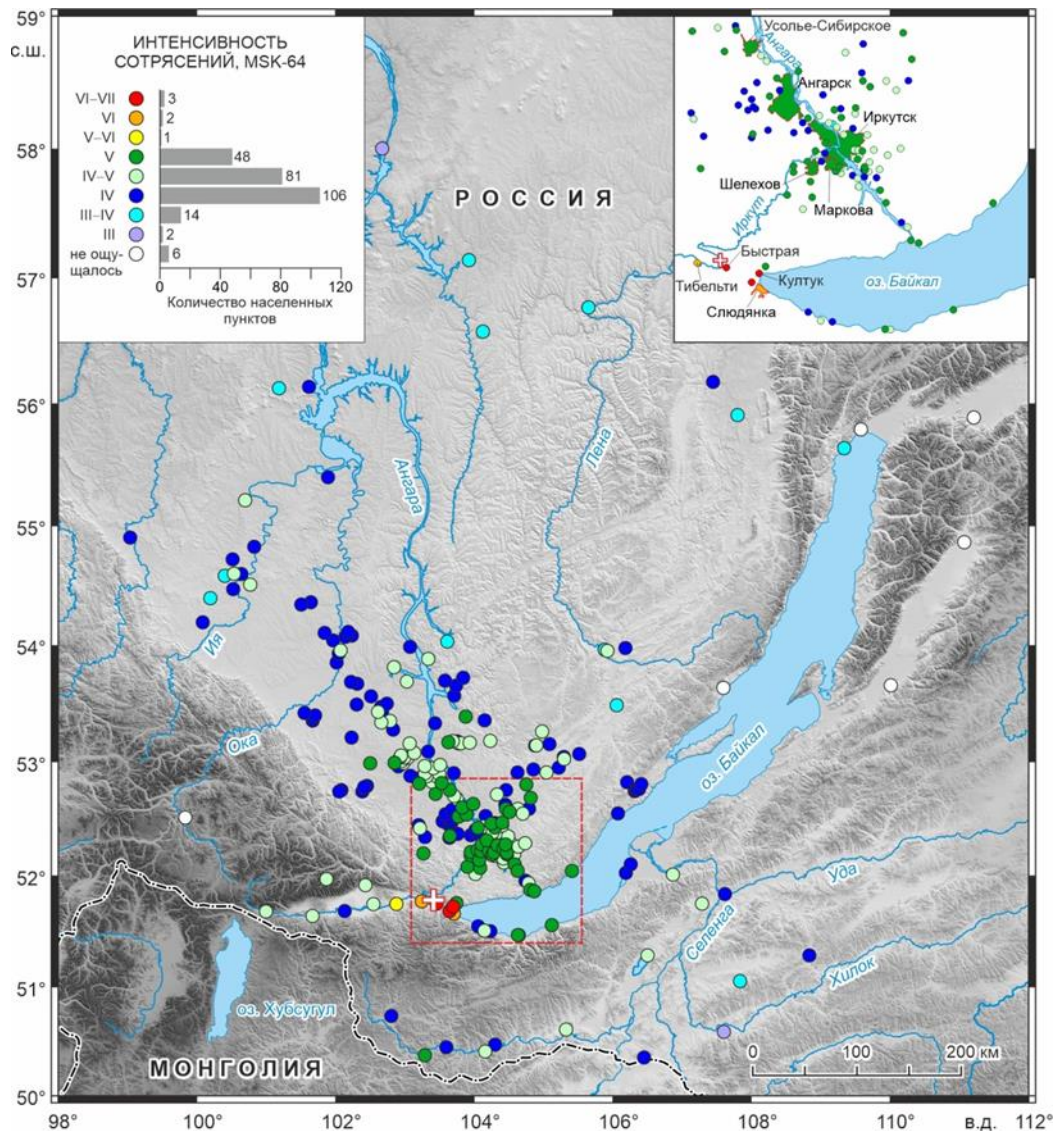 59°
с.ш.
58°
57°
56°
55°
54°
53°
52°
51°
50°
98°
100°
102°
104°
106°
108°
110°
в.д.
112°
ИНТЕНСИВНОСТЬ
СОТРЯСЕНИЙ, MSK-64
VI–VII 3
VI 2
V–VI 1
V 48
IV–V 81
IV 106
III–IV 14
III 2
не ощу-
щалось 6
0 40 80 120
Количество населенных
пунктов
Усолье-Сибирское
Ангара
Ангарск
Иркутск
Шелехов
Маркова
Иркут
Быстрая
Тибельти
Култук
Слюдянка
оз. Байкал
РОССИЯ
Лена
Ангара
Ия
Ока
оз. Байкал
Уда
Селенга
Хилок
оз. Хубсугул
МОНГОЛИЯ
0 100 200 км